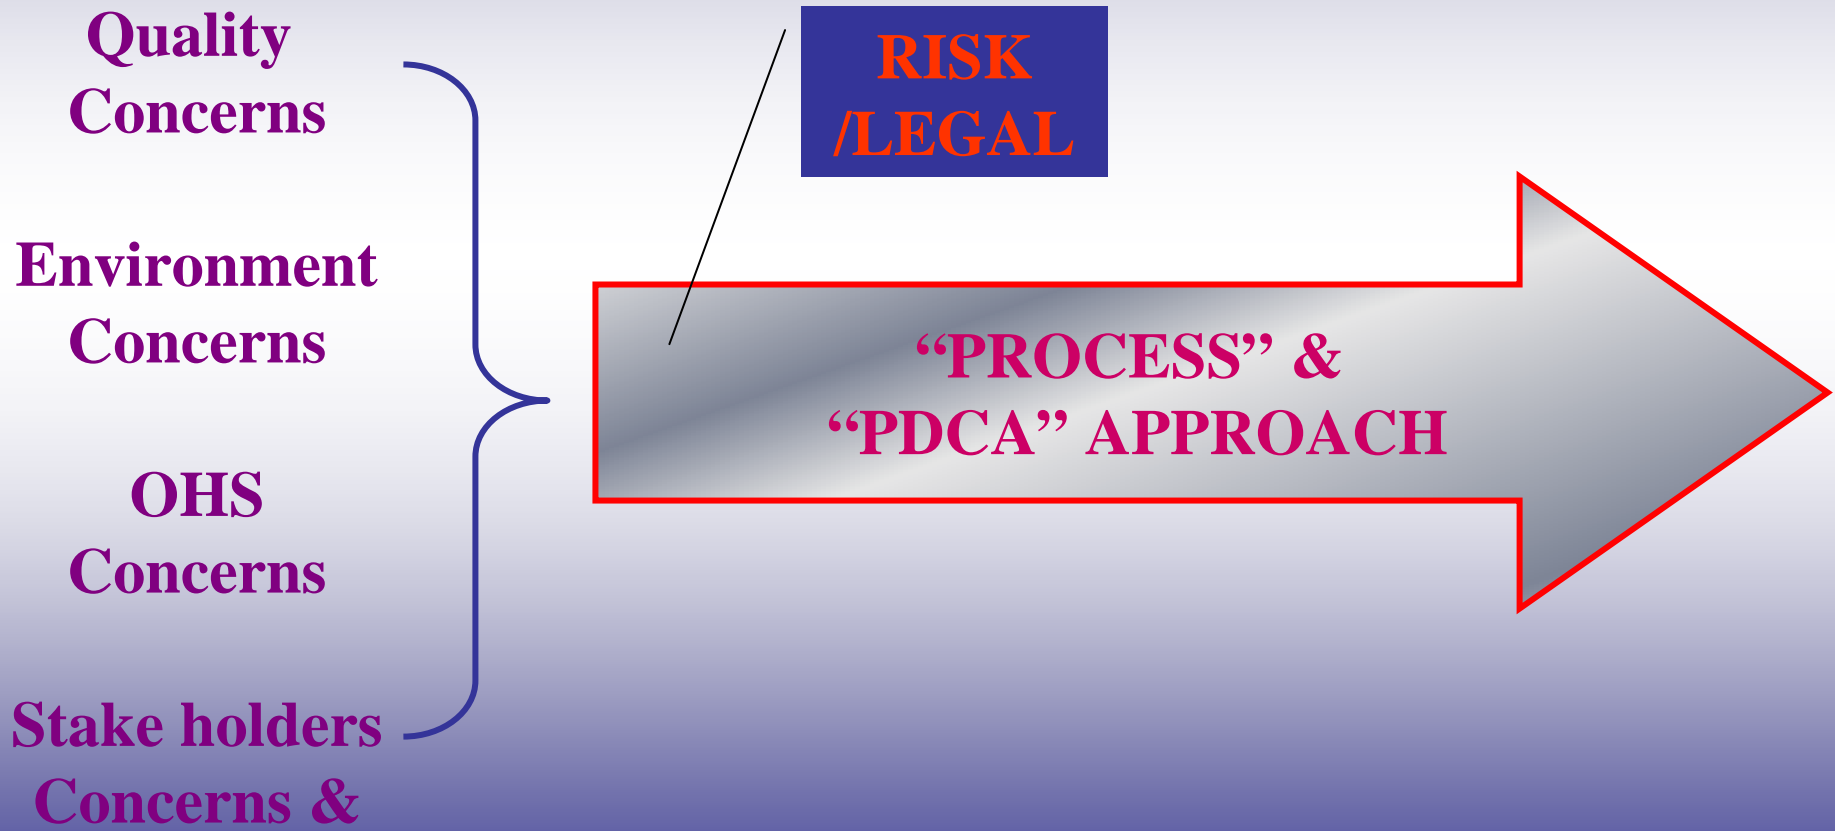 Quality
Concerns
Environment
Concerns
OHS
Concerns
Stake holders
Concerns &
RISK
/LEGAL
“PROCESS” &
“PDCA” APPROACH